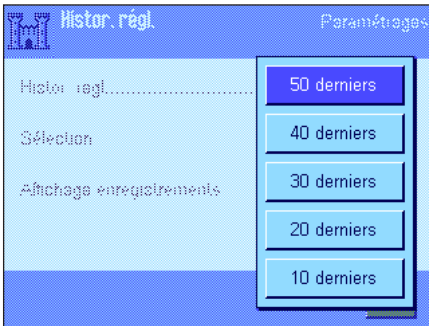 Histor. régl.
Paramétrages
Histor. régl..........................
50 derniers
40 derniers
Sélection
30 derniers
Affichage enregistrements
20 derniers
10 derniers